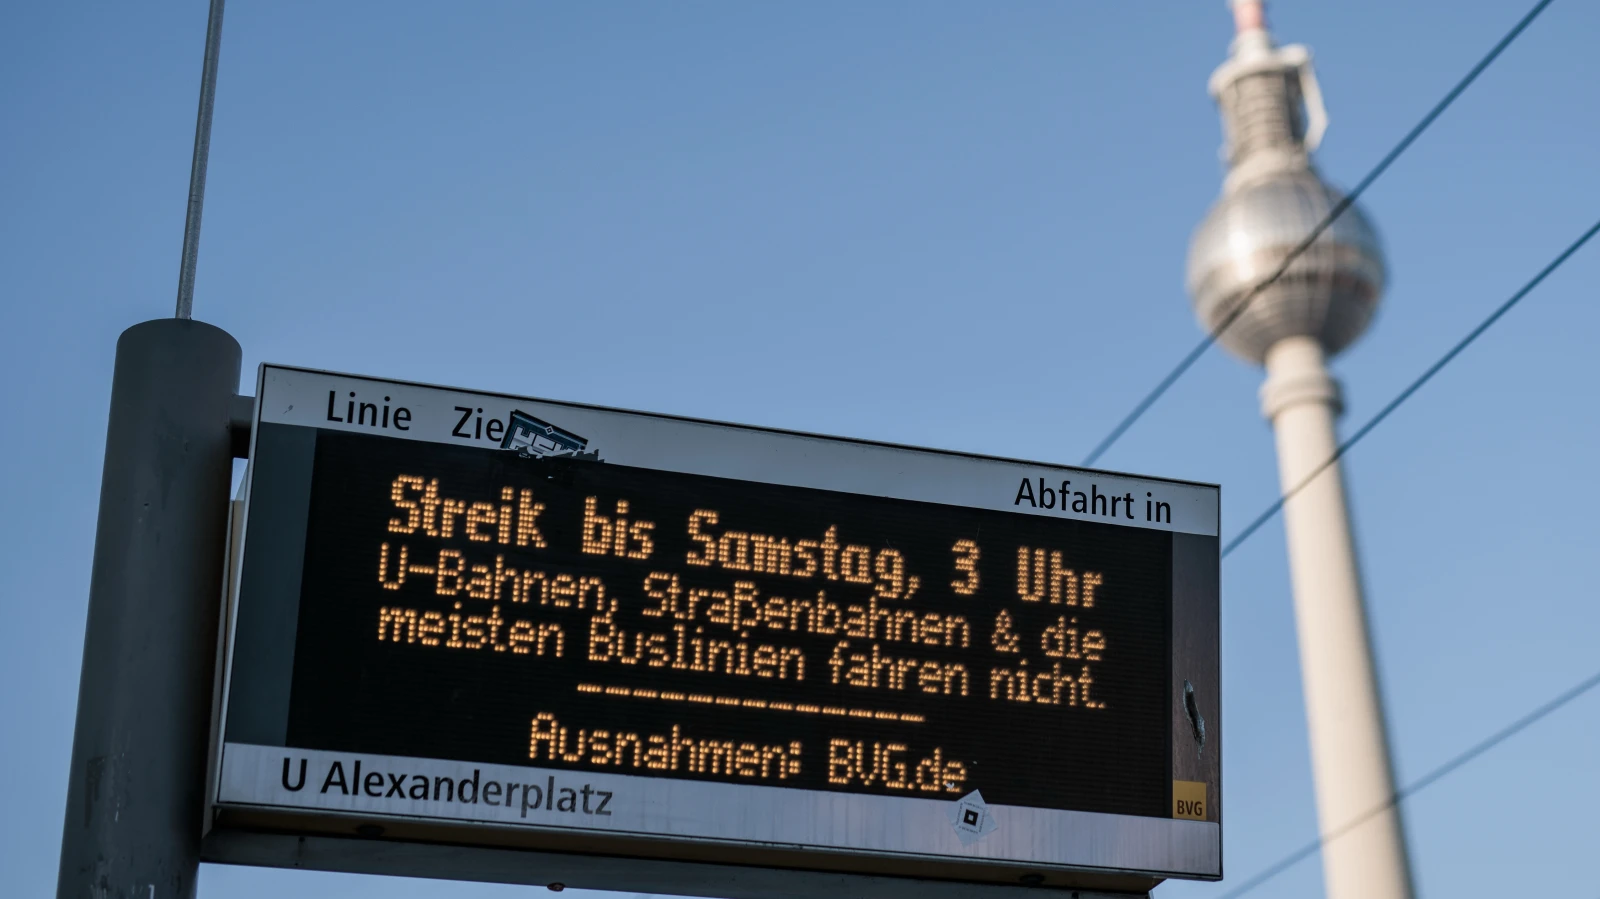 Linie Zie
Abfahrt in
Streik bis Samstag, 3 Uhr
U-Bahnen, Straßenbahnen & die
meisten Buslinien fahren nicht.
Ausnahmen: BVG.de
U Alexanderplatz
BVG